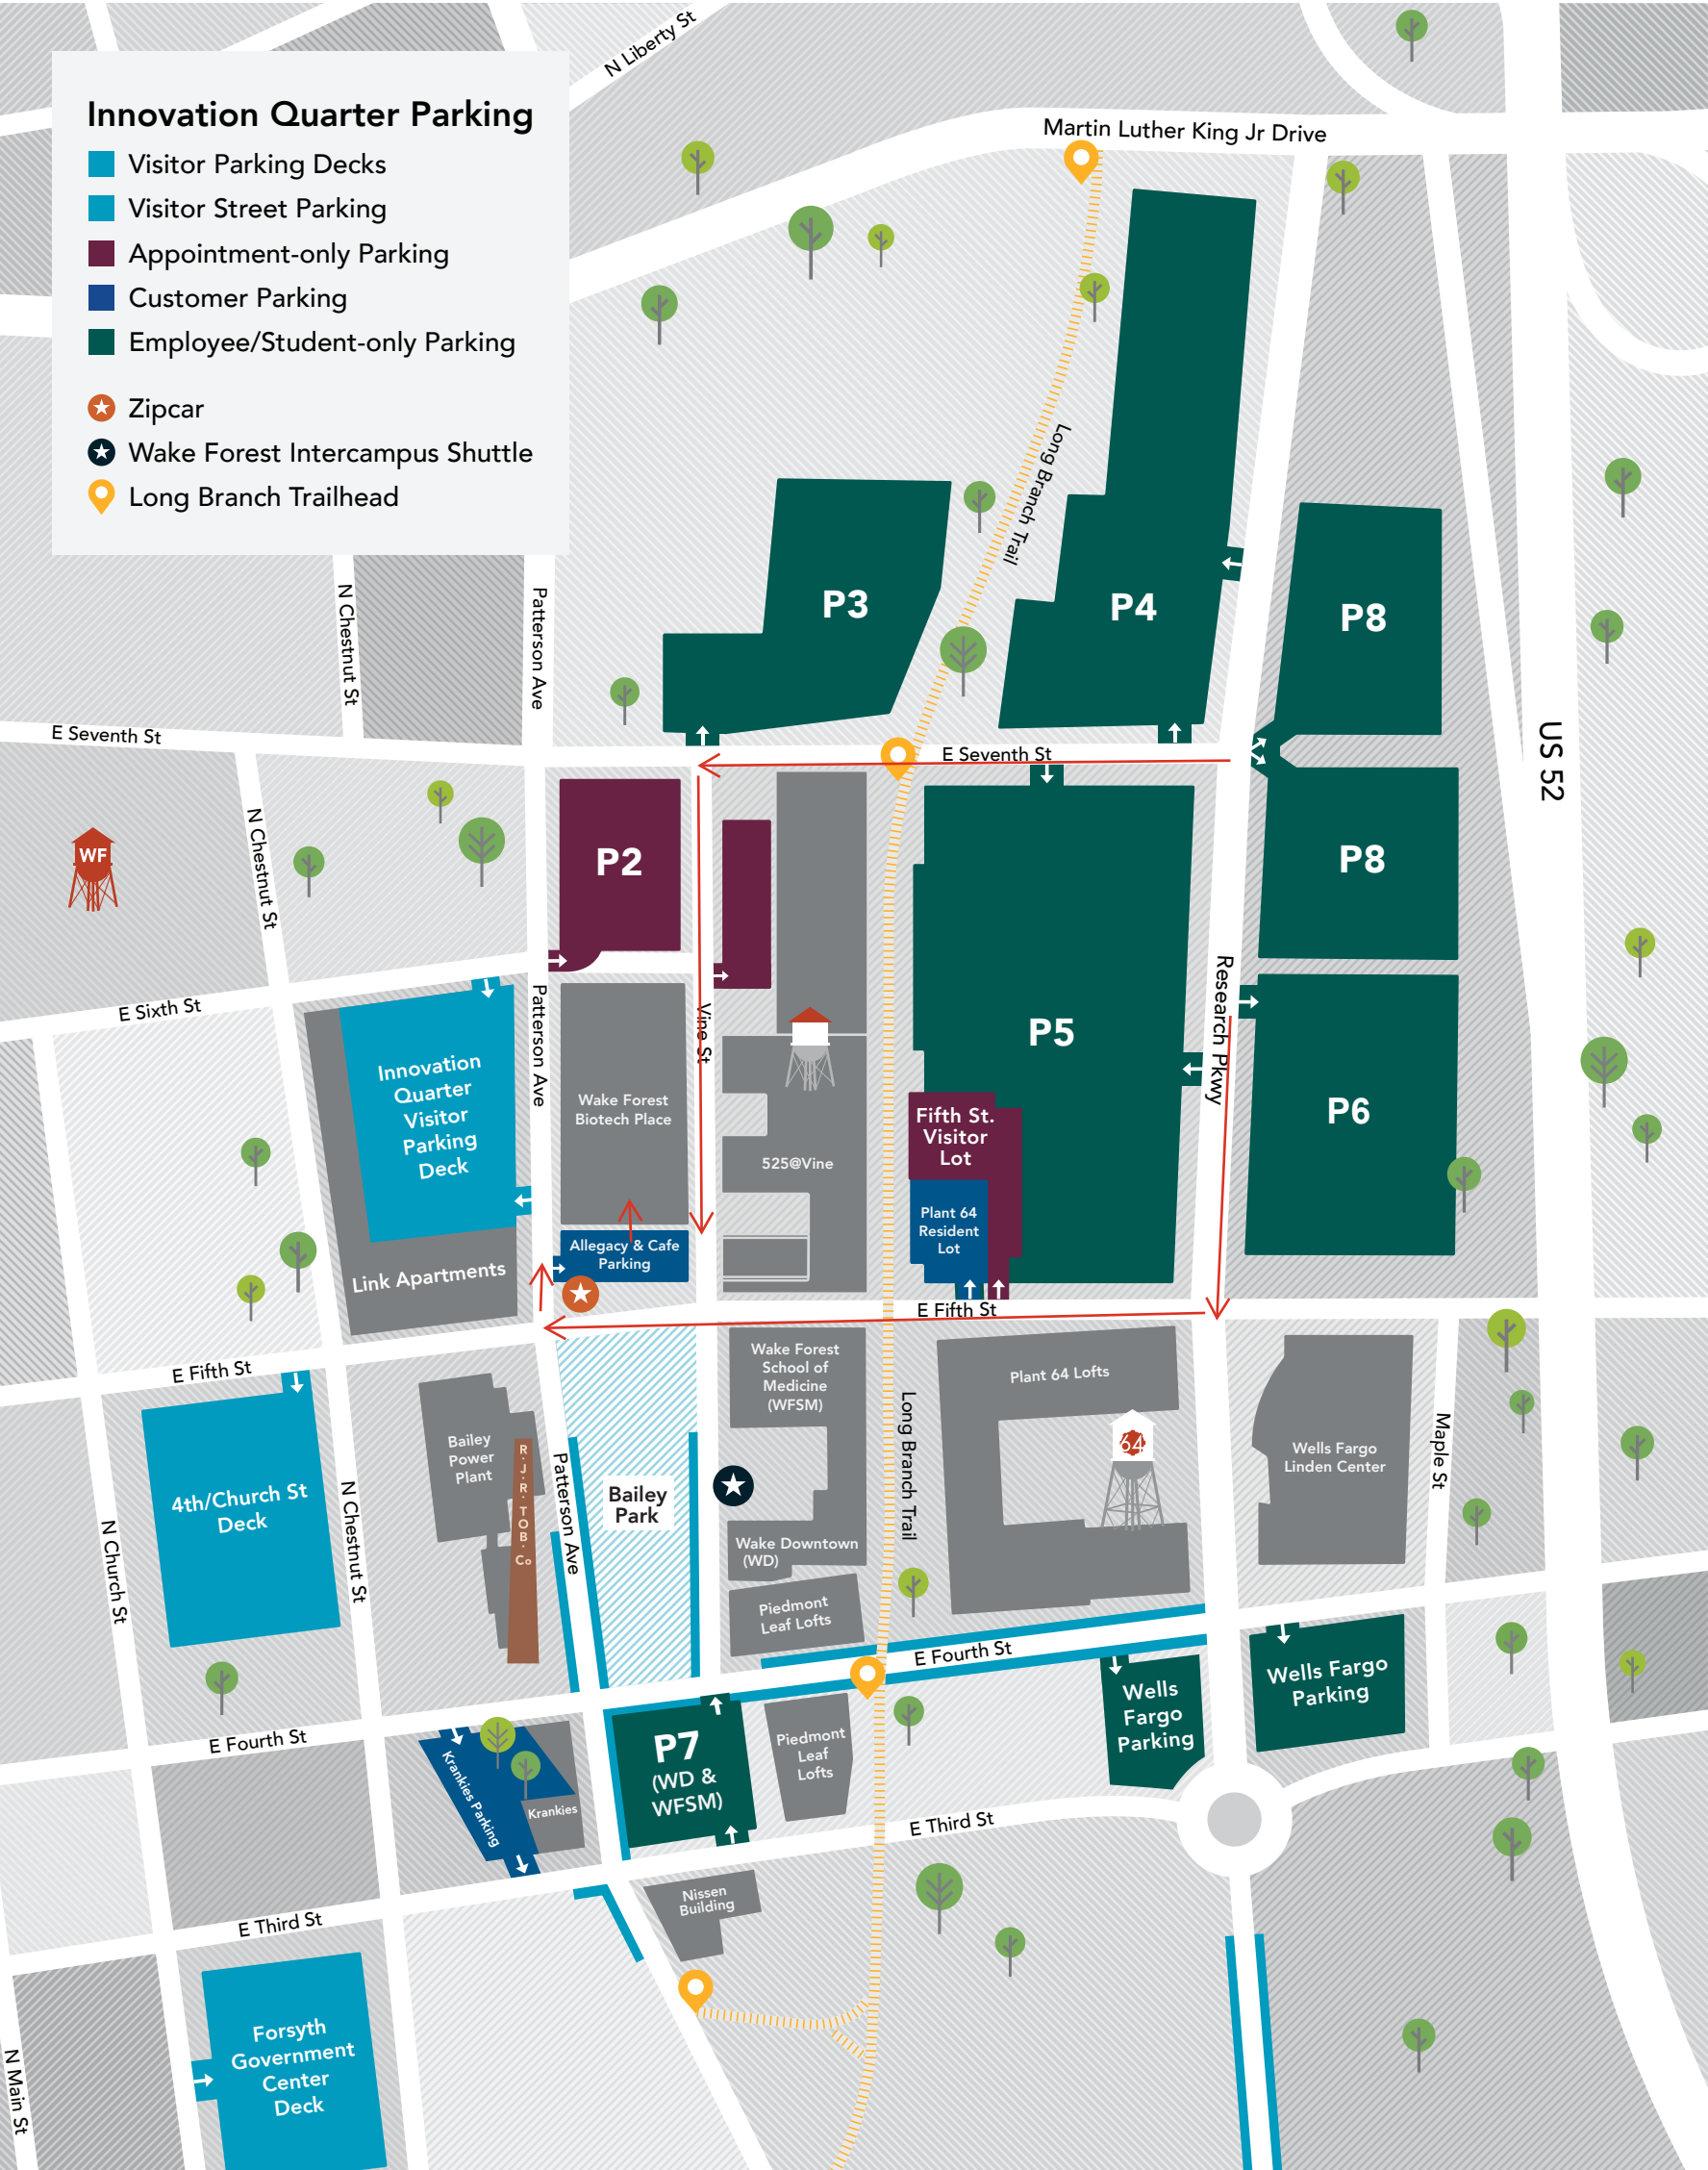 Innovation Quarter Parking
Visitor Parking Decks
Visitor Street Parking
Appointment-only Parking
Customer Parking
Employee/Student-only Parking
Zipcar
Wake Forest Intercampus Shuttle
Long Branch Trailhead
N Liberty St
Martin Luther King Jr Drive
Long Branch Trail
N Chestnut St
Patterson Ave
P3
P4
P8
E Seventh St
E Seventh St
US 52
WF
N Chestnut St
P2
P8
E Sixth St
Patterson Ave
Vine St
Research Pkwy
P5
P6
Innovation
Quarter
Visitor
Parking
Deck
Wake Forest
Biotech Place
525@Vine
Fifth St.
Visitor
Lot
Plant 64
Resident
Lot
Allegacy & Cafe
Parking
Link Apartments
E Fifth St
E Fifth St
Wake Forest
School of
Medicine
(WFSM)
Plant 64 Lofts
64
Wells Fargo
Linden Center
Maple St
Long Branch Trail
4th/Church St
Deck
Bailey
Power
Plant
R.J.R.TOB.Co
Patterson Ave
Bailey
Park
N Church St
N Chestnut St
Wake Downtown
(WD)
Piedmont
Leaf Lofts
E Fourth St
E Fourth St
Wells
Fargo
Parking
Wells Fargo
Parking
Krankies Parking
Krankies
P7
(WD &
WFSM)
Piedmont
Leaf
Lofts
E Third St
E Third St
Nissen
Building
Forsyth
Government
Center
Deck
N Main St